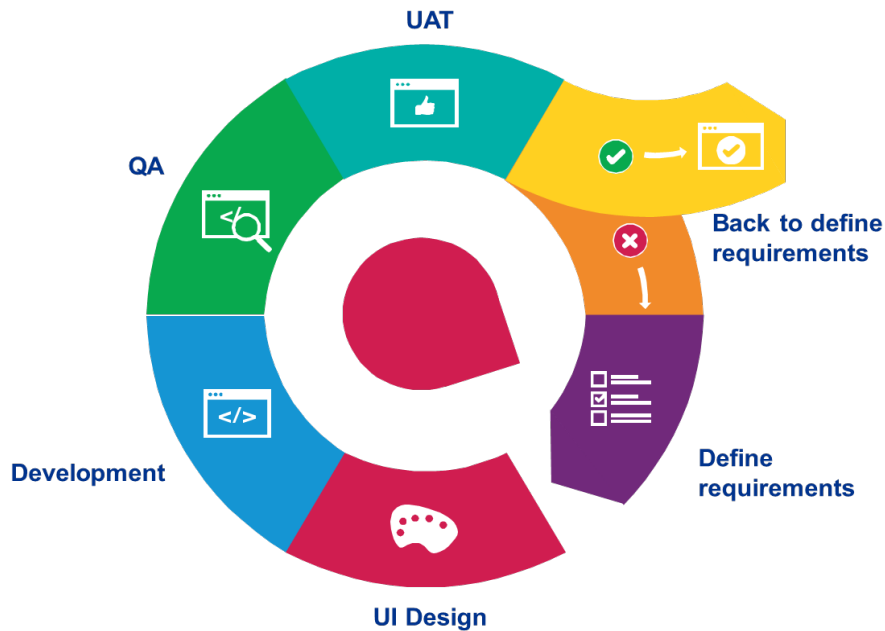 UAT
QA
</
Back to define
requirements
</>
Development
Define
requirements
UI Design